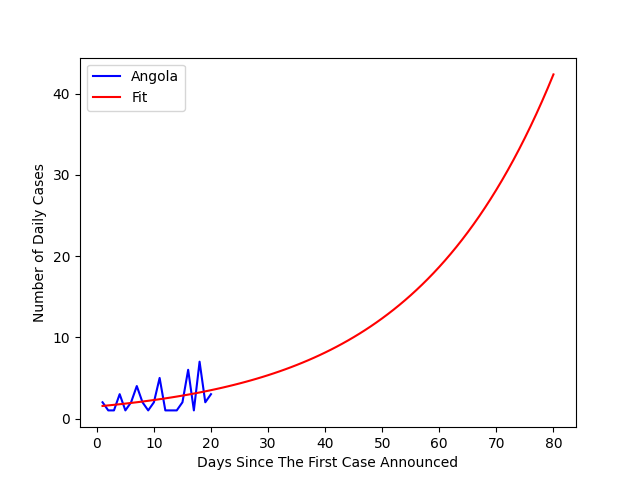 Angola
Fit
Number of Daily Cases
40
30
20
10
0
0 10 20 30 40 50 60 70 80
Days Since The First Case Announced